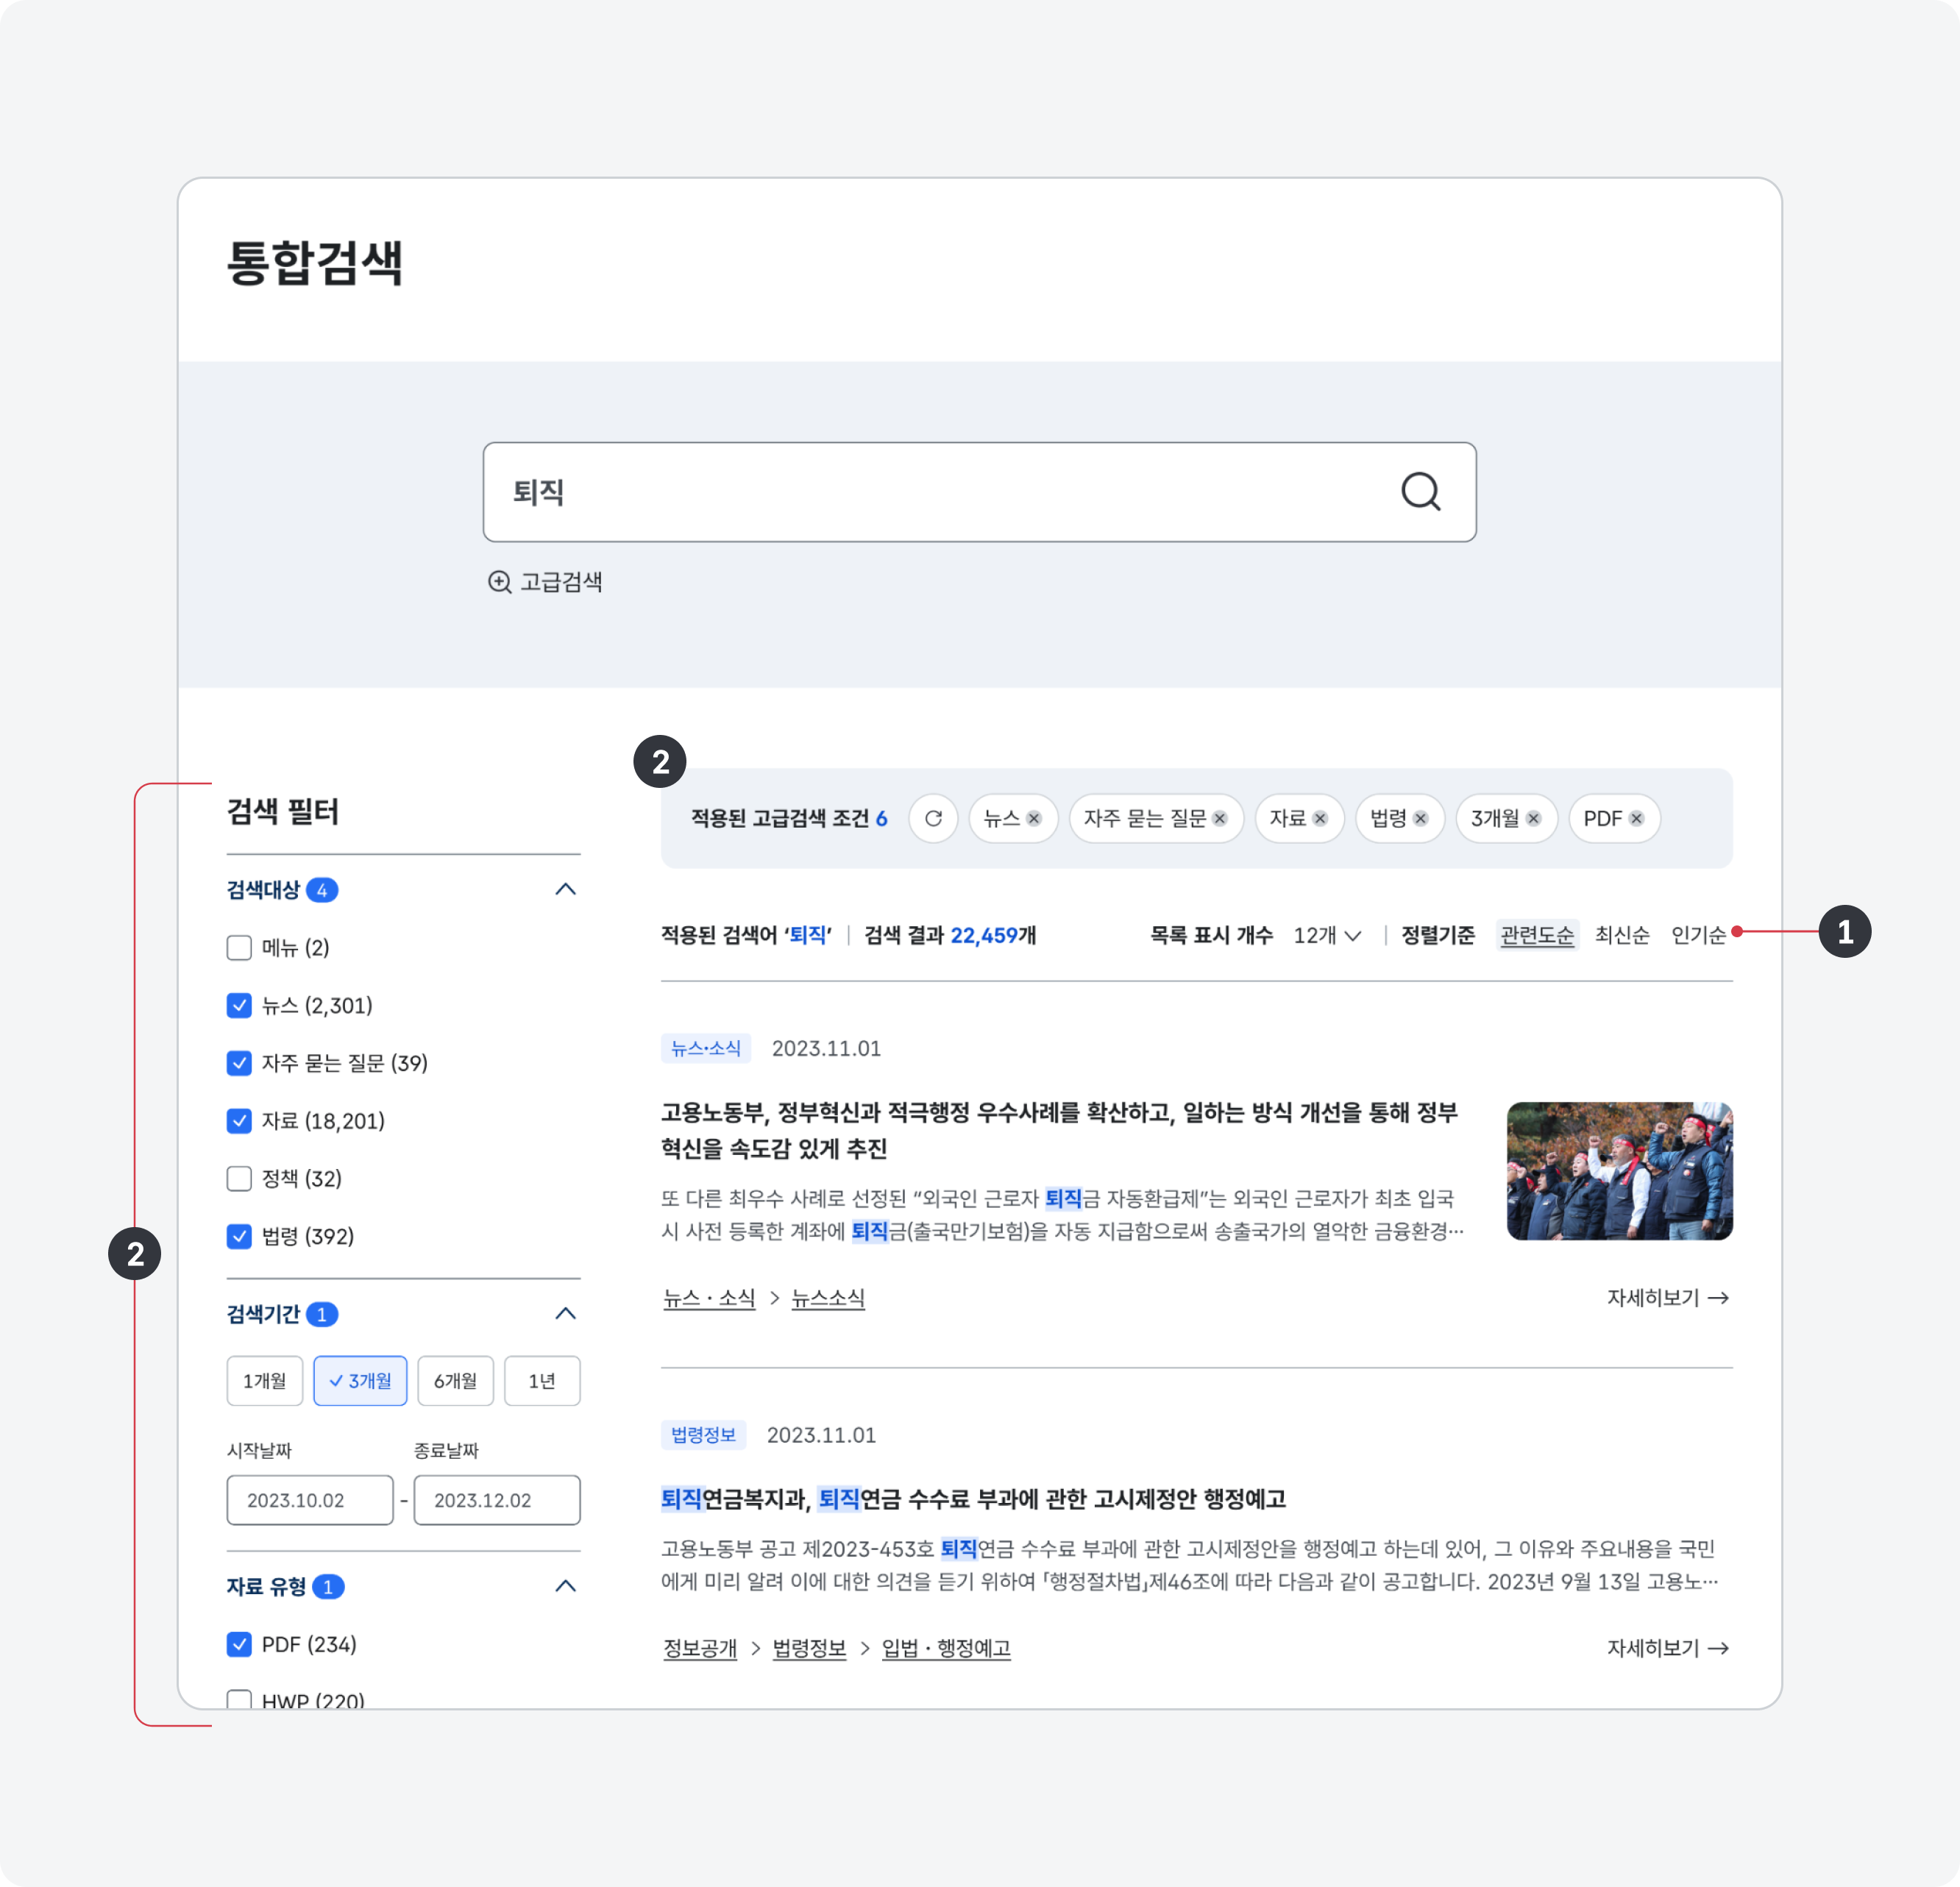 통합검색
퇴직
고급검색
2
검색 필터
검색대상 4
메뉴 (2)
뉴스 (2,301)
자주 묻는 질문 (39)
자료 (18,201)
정책 (32)
법령 (392)
2
검색기간 1
1개월 3개월 6개월 1년
시작날짜 종료날짜
2023.10.02 - 2023.12.02
자료 유형 1
PDF (234)
HWP (220)
적용된 고급검색 조건 6 뉴스 자주 묻는 질문 자료 법령 3개월 PDF
적용된 검색어 ‘퇴직’ | 검색 결과 22,459개 목록 표시 개수 12개 | 정렬기준 관련도순 최신순 인기순
1
뉴스·소식 2023.11.01
고용노동부, 정부혁신과 적극행정 우수사례를 확산하고, 일하는 방식 개선을 통해 정부
혁신을 속도감 있게 추진
또 다른 최우수 사례로 선정된 “외국인 근로자 퇴직금 자동환급제”는 외국인 근로자가 최초 입국
시 사전 등록한 계좌에 퇴직금(출국만기보험)을 자동 지급함으로써 송출국가의 열악한 금융환경…
뉴스 · 소식 > 뉴스소식 자세히보기 →
법령정보 2023.11.01
퇴직연금복지과, 퇴직연금 수수료 부과에 관한 고시제정안 행정예고
고용노동부 공고 제2023-453호 퇴직연금 수수료 부과에 관한 고시제정안을 행정예고 하는데 있어, 그 이유와 주요내용을 국민
에게 미리 알려 이에 대한 의견을 듣기 위하여 「행정절차법」제46조에 따라 다음과 같이 공고합니다. 2023년 9월 13일 고용노…
정보공개 > 법령정보 > 입법 · 행정예고 자세히보기 →